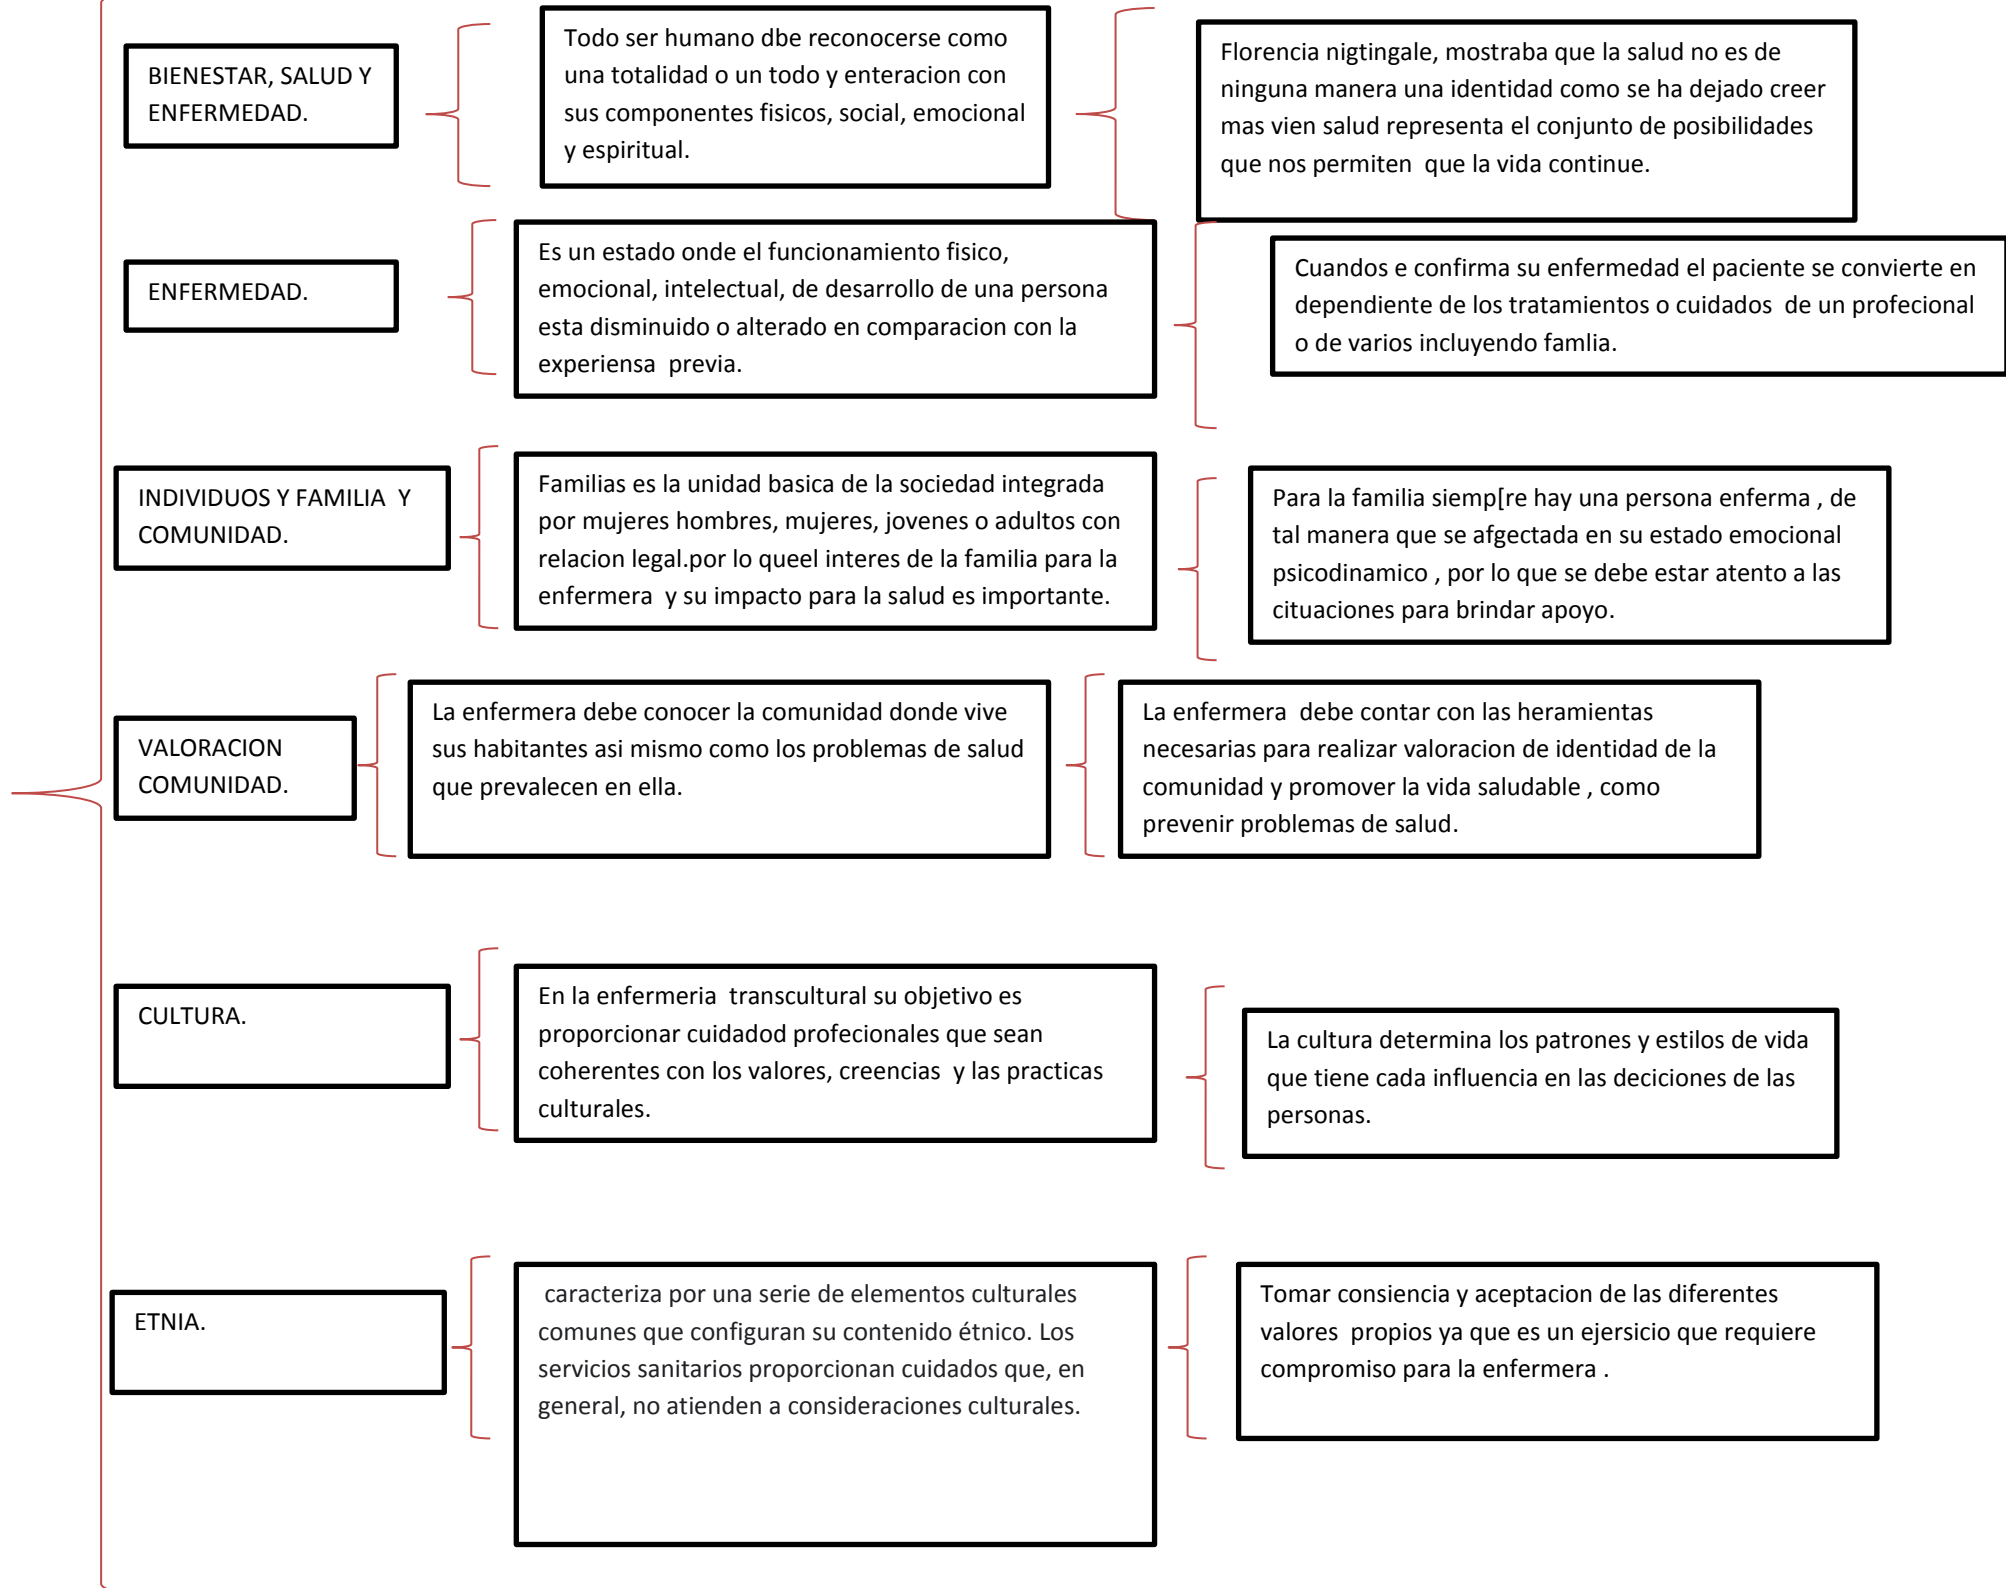 BIENESTAR, SALUD Y
ENFERMEDAD.
Todo ser humano dbe reconocerse como
una totalidad o un todo y enteracion con
sus componentes fisicos, social, emocional
y espiritual.
Florencia nigtingale, mostraba que la salud no es de
ninguna manera una identidad como se ha dejado creer
mas vien salud representa el conjunto de posibilidades
que nos permiten que la vida continue.
ENFERMEDAD.
Es un estado onde el funcionamiento fisico,
emocional, intelectual, de desarrollo de una persona
esta disminuido o alterado en comparacion con la
experiensa previa.
Cuandos e confirma su enfermedad el paciente se convierte en
dependiente de los tratamientos o cuidados de un profecional
o de varios incluyendo famlia.
INDIVIDUOS Y FAMILIA Y
COMUNIDAD.
Familias es la unidad basica de la sociedad integrada
por mujeres hombres, mujeres, jovenes o adultos con
relacion legal.por lo queel interes de la familia para la
enfermera y su impacto para la salud es importante.
Para la familia siemp[re hay una persona enferma , de
tal manera que se afgectada en su estado emocional
psicodinamico , por lo que se debe estar atento a las
cituaciones para brindar apoyo.
VALORACION
COMUNIDAD.
La enfermera debe conocer la comunidad donde vive
sus habitantes asi mismo como los problemas de salud
que prevalecen en ella.
La enfermera debe contar con las heramientas
necesarias para realizar valoracion de identidad de la
comunidad y promover la vida saludable , como
prevenir problemas de salud.
CULTURA.
En la enfermeria transcultural su objetivo es
proporcionar cuidadod profecionales que sean
coherentes con los valores, creencias y las practicas
culturales.
La cultura determina los patrones y estilos de vida
que tiene cada influencia en las deciciones de las
personas.
ETNIA.
caracteriza por una serie de elementos culturales
comunes que configuran su contenido étnico. Los
servicios sanitarios proporcionan cuidados que, en
general, no atienden a consideraciones culturales.
Tomar consiencia y aceptacion de las diferentes
valores propios ya que es un ejersicio que requiere
compromiso para la enfermera .